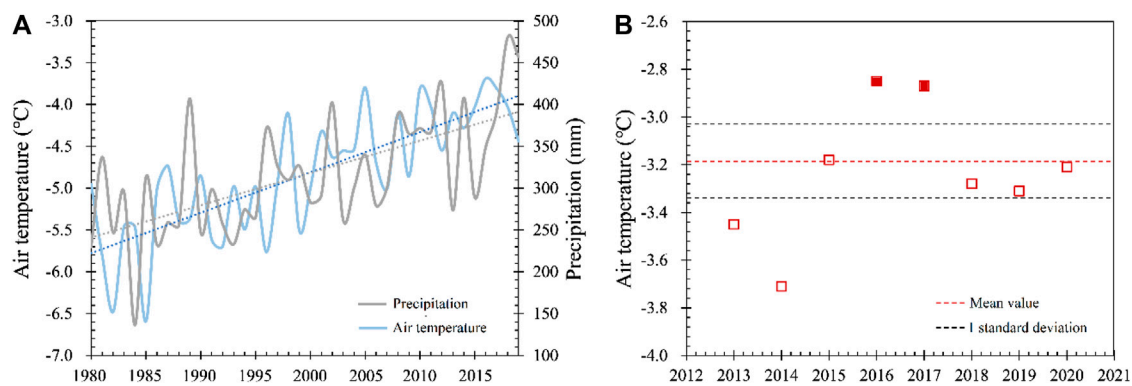 A
-3.0
-3.5
-4.0
-4.5
-5.0
-5.5
-6.0
-6.5
-7.0
Air temperature (°C)
1980 1985 1990 1995 2000 2005 2010 2015
500
450
400
350
300
250
200
150
100
Precipitation (mm)
Precipitation
Air temperature
B
-2.6
-2.8
-3.0
-3.2
-3.4
-3.6
-3.8
-4.0
Air temperature (°C)
2012 2013 2014 2015 2016 2017 2018 2019 2020 2021
Mean value
1 standard deviation